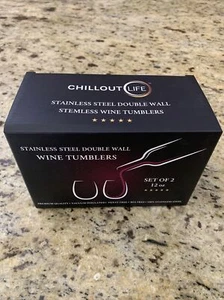 CHILLOUT LIFE
STAINLESS STEEL DOUBLE WALL
STEMLESS WINE TUMBLERS
STAINLESS STEEL DOUBLE WALL
WINE TUMBLERS
SET OF 2
12 oz